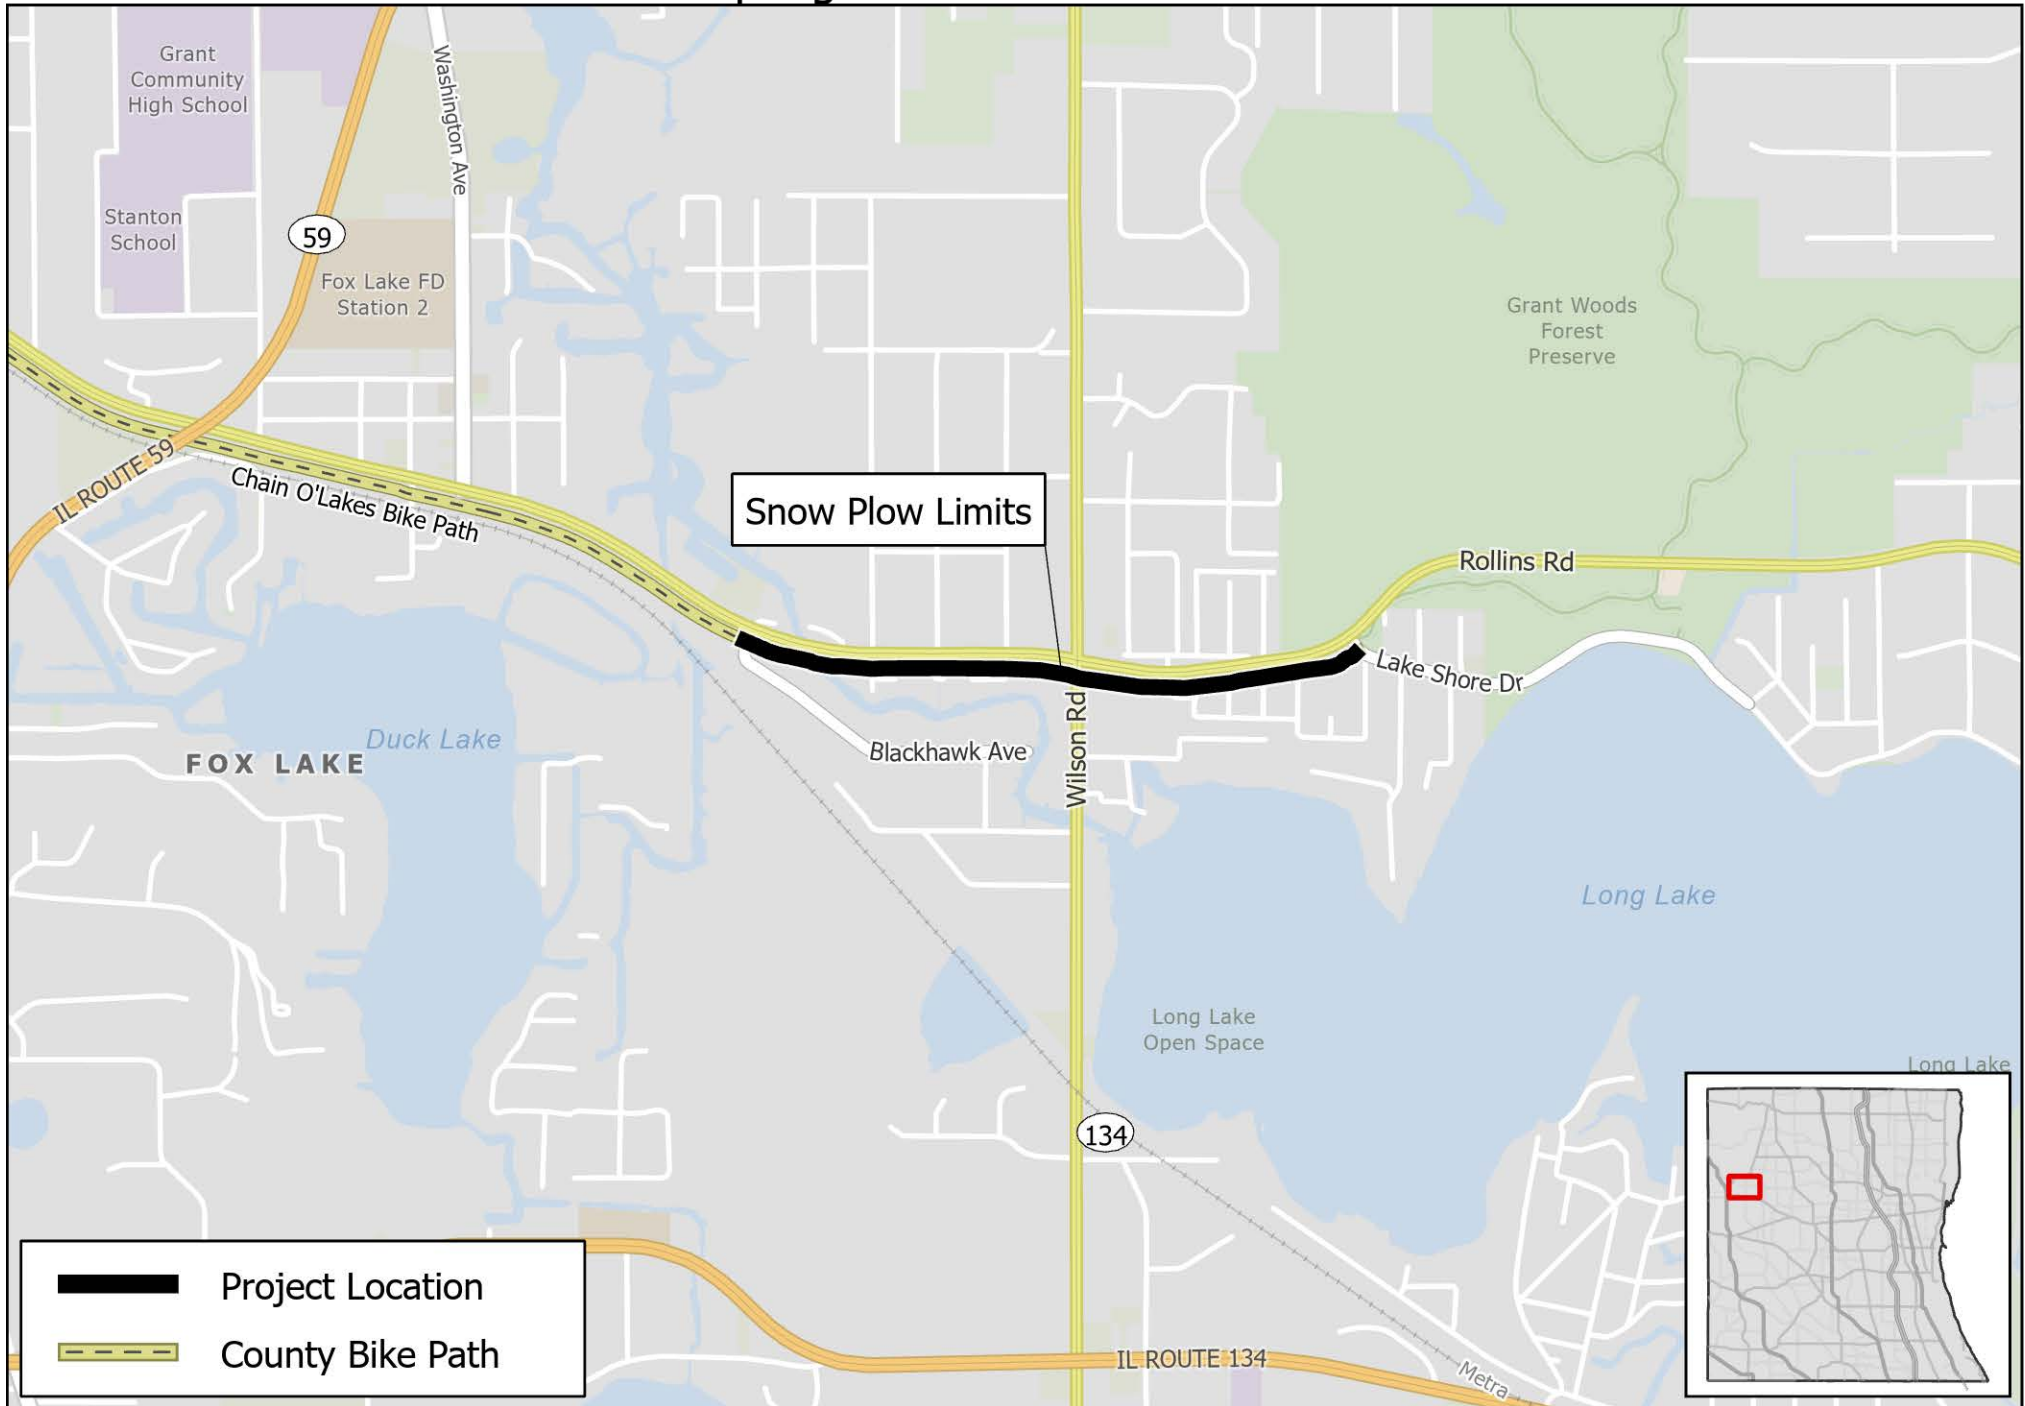 Grant
Community
High School
Washington Ave
Stanton
School
59
Fox Lake FD
Station 2
Grant Woods
Forest
Preserve
IL ROUTE 59
Chain O'Lakes Bike Path
Snow Plow Limits
Rollins Rd
Lake Shore Dr
Wilson Rd
Duck Lake
FOX LAKE
Blackhawk Ave
Long Lake
Long Lake
Open Space
Long Lake
134
Project Location
County Bike Path
IL ROUTE 134
Metra